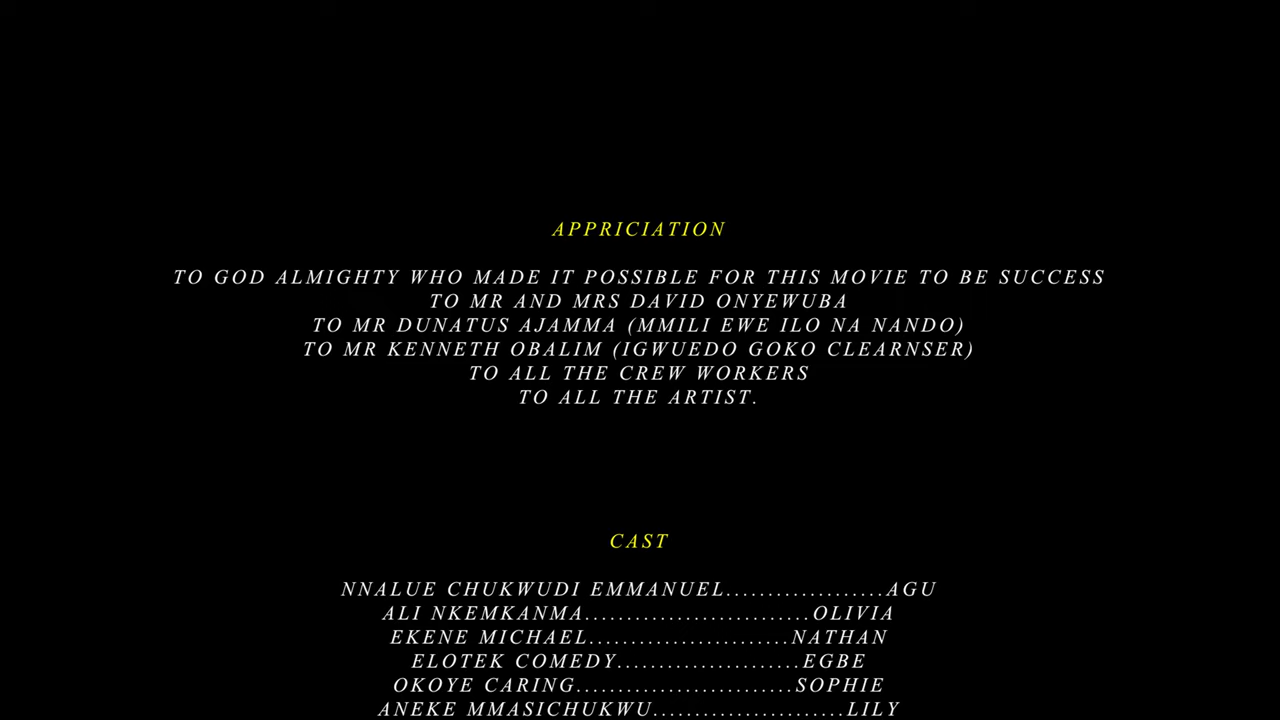 APPRICIATION
TO GOD ALMIGHTY WHO MADE IT POSSIBLE FOR THIS MOVIE TO BE SUCCESS
TO MR AND MRS DAVID ONYEWUBA
TO MR DUNATUS AJAMMA (MMILI EWE ILO NA NANDO)
TO MR KENNETH OBALIM (IGWUEDO GOKO CLEARNSER)
TO ALL THE CREW WORKERS
TO ALL THE ARTIST.
CAST
NNALUE CHUKWUDI EMMANUEL...................AGU
ALI NKEMKANMA...........................OLIVIA
EKENE MICHAEL........................NATHAN
ELOTEK COMEDY......................EGBE
OKOYE CARING..........................SOPHIE
ANEKE MMASICHUKWU.......................LILY